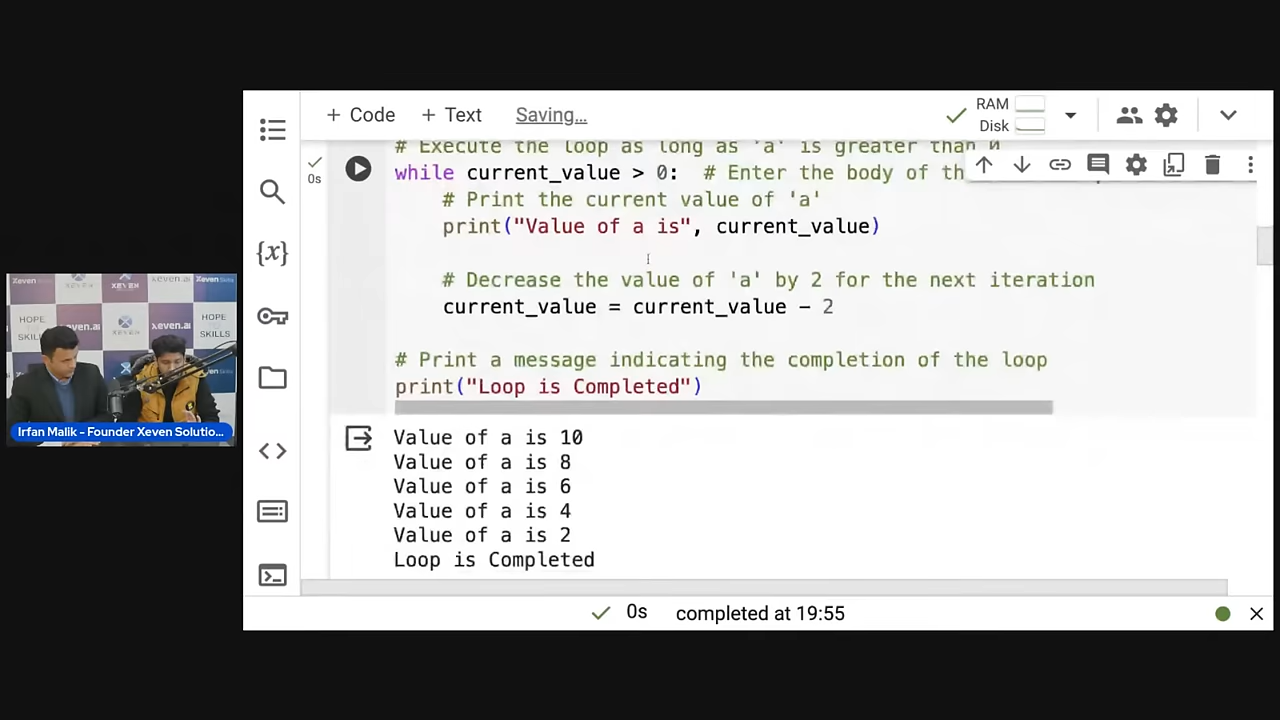 + Code + Text Saving...
RAM
Disk
0s
# Execute the loop as long as 'a' is greater than 0
while current_value > 0:  # Enter the body of th
# Print the current value of 'a'
print("Value of a is", current_value)
# Decrease the value of 'a' by 2 for the next iteration
current_value = current_value - 2
# Print a message indicating the completion of the loop
print("Loop is Completed")
{x}
Value of a is 10
Value of a is 8
Value of a is 6
Value of a is 4
Value of a is 2
Loop is Completed
0s completed at 19:55
HOPE
SKILLS
XEVEN
xeven.ai
Irfan Malik - Founder Xeven Solutio...